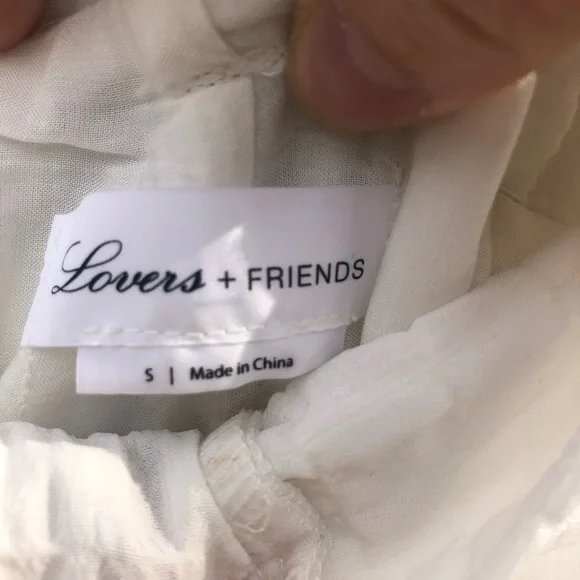 Lovers + FRIENDS
S | Made in China